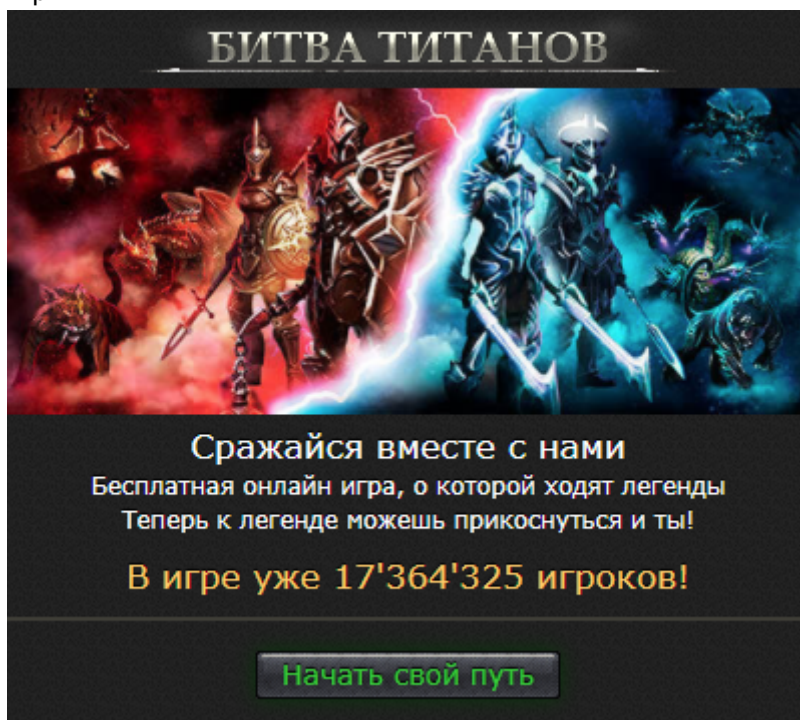 БИТВА ТИТАНОВ
Сражайся вместе с нами
Бесплатная онлайн игра, о которой ходят легенды
Теперь к легенде можешь прикоснуться и ты!
В игре уже 17'364'325 игроков!
Начать свой путь